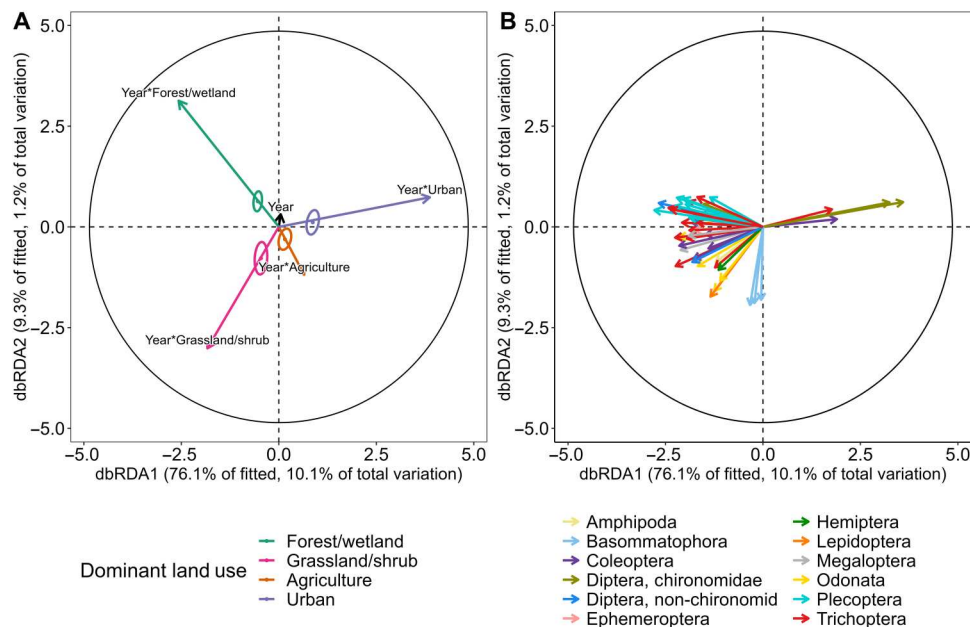 A
5.0
2.5
0.0
−2.5
−5.0
dbRDA2 (9.3% of fitted, 1.2% of total variation)
Year*Forest/wetland
Year
Year*Urban
Year*Agriculture
Year*Grassland/shrub
−5.0 −2.5 0.0 2.5 5.0
dbRDA1 (76.1% of fitted, 10.1% of total variation)
B
5.0
2.5
0.0
−2.5
−5.0
dbRDA2 (9.3% of fitted, 1.2% of total variation)
−5.0 −2.5 0.0 2.5 5.0
dbRDA1 (76.1% of fitted, 10.1% of total variation)
Dominant land use
Forest/wetland
Grassland/shrub
Agriculture
Urban
Amphipoda
Basommatophora
Coleoptera
Diptera, chironomidae
Diptera, non-chironomid
Ephemeroptera
Hemiptera
Lepidoptera
Megaloptera
Odonata
Plecoptera
Trichoptera